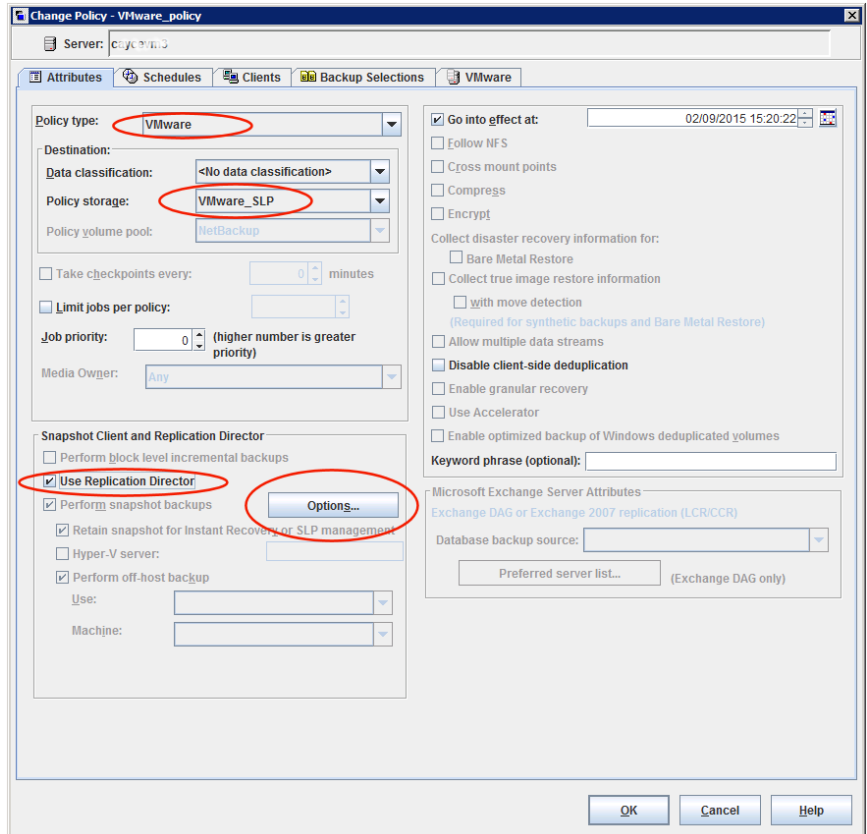 Change Policy - VMware_policy
Server:
Attributes
Schedules
Clients
Backup Selections
VMware
Policy type:
VMware
Destination:
Data classification:
<No data classification>
Policy storage:
VMware_SLP
Policy volume pool:
NetBackup
Take checkpoints every:
0
minutes
Limit jobs per policy:
Job priority:
0
(higher number is greater
priority)
Media Owner:
Any
Snapshot Client and Replication Director
Perform block level incremental backups
Use Replication Director
Perform snapshot backups
Options...
Retain snapshot for Instant Recovery or SLP management
Hyper-V server:
Perform off-host backup
Use:
Machine:
Go into effect at:
02/09/2015 15:20:22
Follow NFS
Cross mount points
Compress
Encrypt
Collect disaster recovery information for:
Bare Metal Restore
Collect true image restore information
with move detection
(Required for synthetic backups and Bare Metal Restore)
Allow multiple data streams
Disable client-side deduplication
Enable granular recovery
Use Accelerator
Enable optimized backup of Windows deduplicated volumes
Keyword phrase (optional):
Microsoft Exchange Server Attributes
Exchange DAG or Exchange 2007 replication (LCR/CCR)
Database backup source:
Preferred server list...
(Exchange DAG only)
OK
Cancel
Help